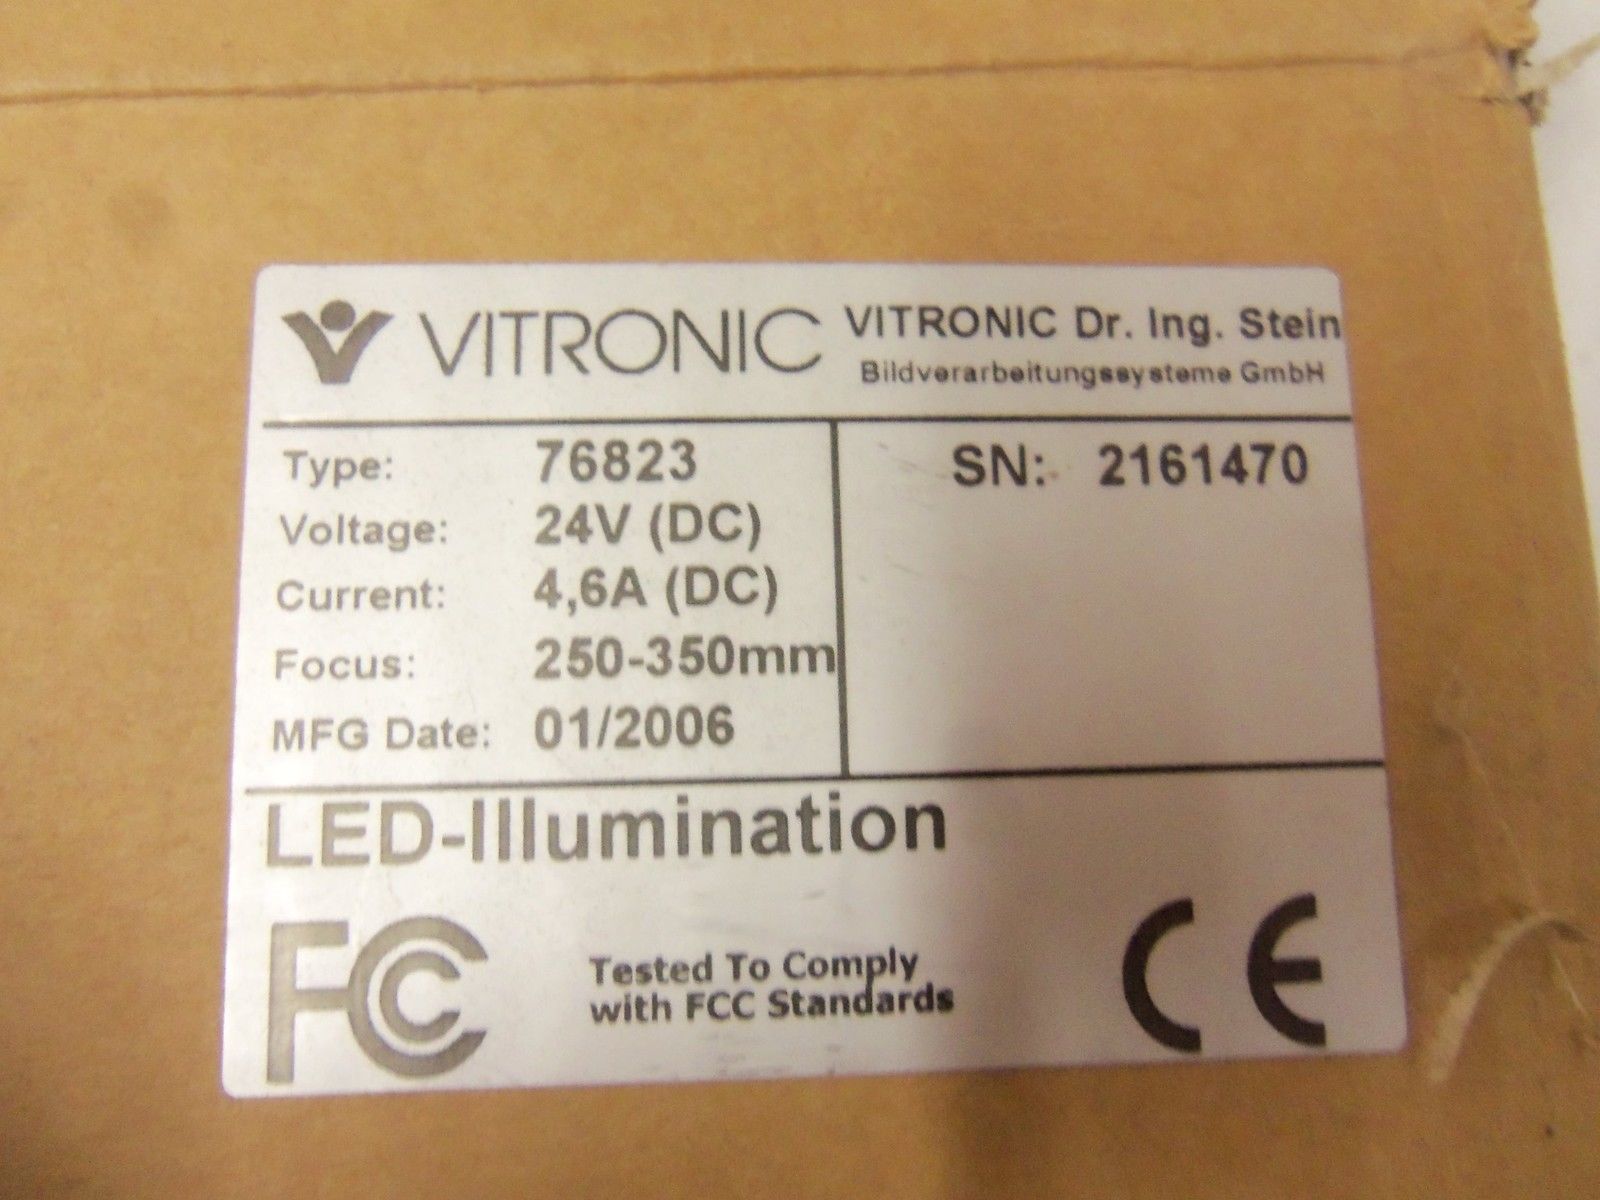 VITRONIC VITRONIC Dr. Ing. Stein
Bildverarbeitungssysteme GmbH
Type: 76823 SN: 2161470
Voltage: 24V (DC)
Current: 4,6A (DC)
Focus: 250-350mm
MFG Date: 01/2006
LED-Illumination
FC Tested To Comply
with FCC Standards
CE